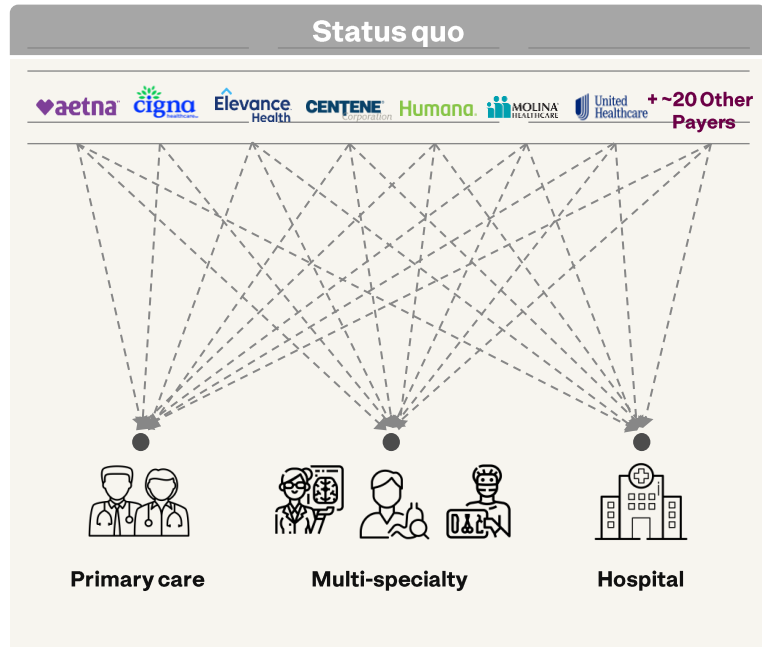 Status quo
aetna
cigna
healthcare
Elevance
Health
CENTENE
Corporation
Humana
MOLINA
HEALTHCARE
United
Healthcare
+ ~20 Other
Payers
Primary care
Multi-specialty
Hospital